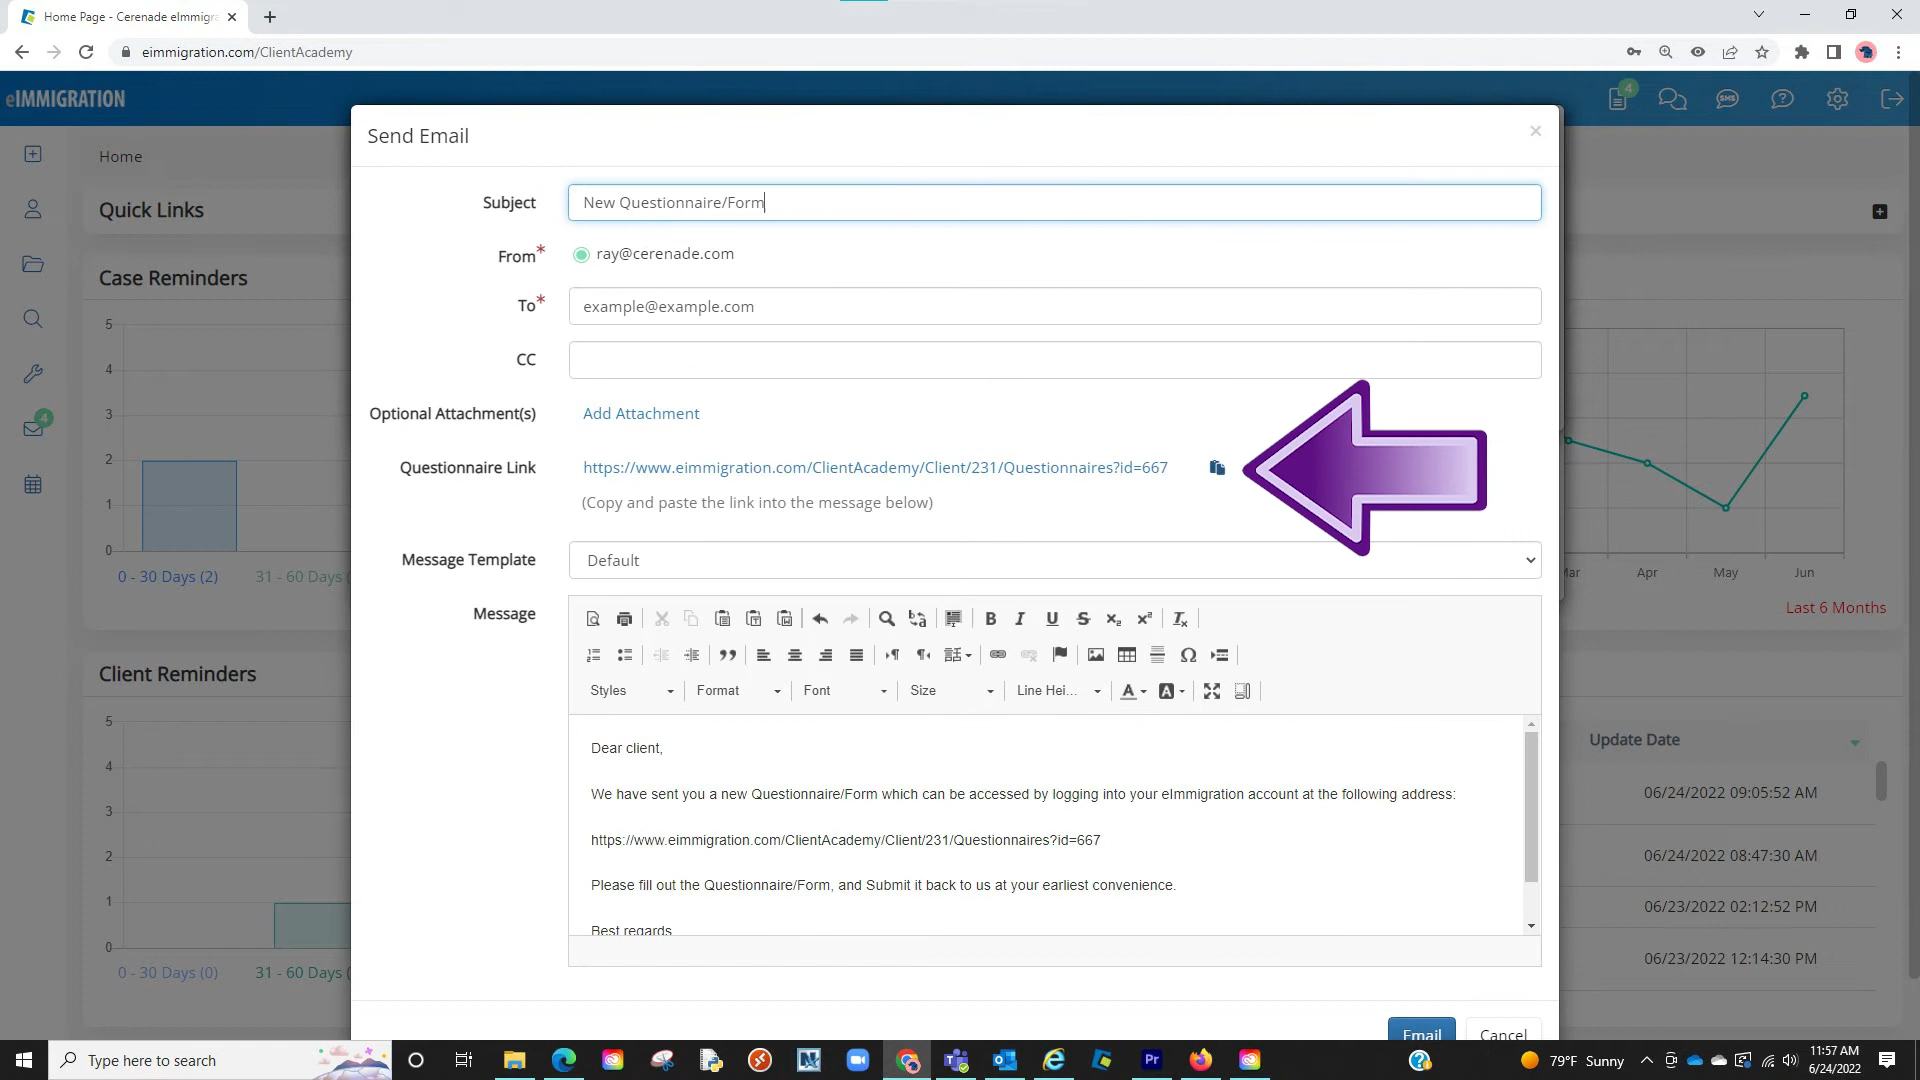 Home Page - Cerenade eImmigra
eimmigration.com/ClientAcademy
eIMMIGRATION
4
SMS
Send Email
Home
Quick Links
Subject
New Questionnaire/Form
From*
ray@cerenade.com
To*
example@example.com
CC
Optional Attachment(s)
Add Attachment
Questionnaire Link
https://www.eimmigration.com/ClientAcademy/Client/231/Questionnaires?id=667
(Copy and paste the link into the message below)
Message Template
Default
Message
Styles
Format
Font
Size
Line Hei...
Dear client,
We have sent you a new Questionnaire/Form which can be accessed by logging into your eImmigration account at the following address:
https://www.eimmigration.com/ClientAcademy/Client/231/Questionnaires?id=667
Please fill out the Questionnaire/Form, and Submit it back to us at your earliest convenience.
Best regards
Email
Cancel
Case Reminders
5
4
3
2
1
0
0 - 30 Days (2)
31 - 60 Days (
4
Client Reminders
5
4
3
2
1
0
0 - 30 Days (0)
31 - 60 Days (
Mar
Apr
May
Jun
Last 6 Months
Update Date
06/24/2022 09:05:52 AM
06/24/2022 08:47:30 AM
06/23/2022 02:12:52 PM
06/23/2022 12:14:30 PM
Type here to search
Pr
79°F Sunny
11:57 AM
6/24/2022